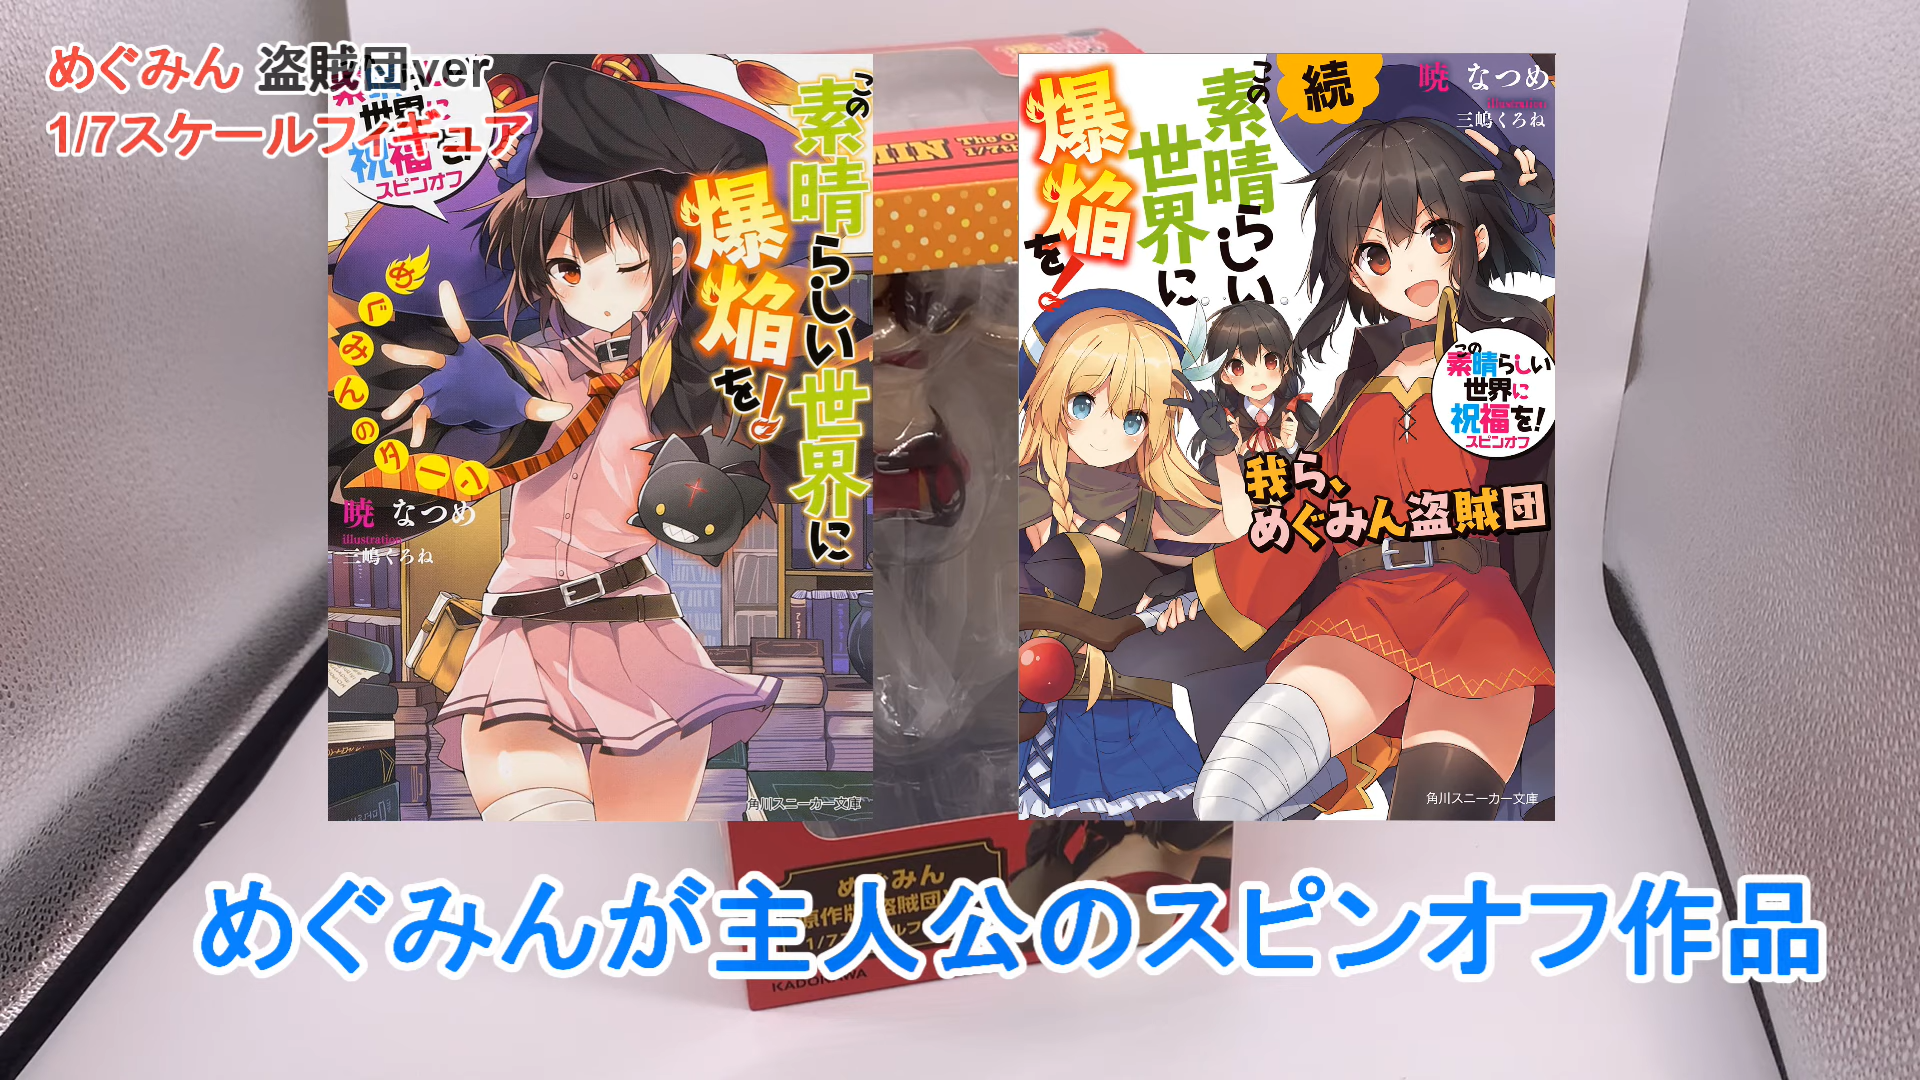 めぐみん 盗賊団ver
1/7スケールフィギュア
世界に
祝福を!
スピンオフ
この
素晴らしい世界に
爆焔を!
めぐみんのターン
暁 なつめ
illustration
三嶋くろね
角川スニーカー文庫
続
この
素晴らしい
世界に
爆焔を!
暁 なつめ
illustration
三嶋くろね
この
素晴らしい
世界に
祝福を!
スピンオフ
我ら、
めぐみん盗賊団
角川スニーカー文庫
めぐみん
KADOKAWA
めぐみんが主人公のスピンオフ作品